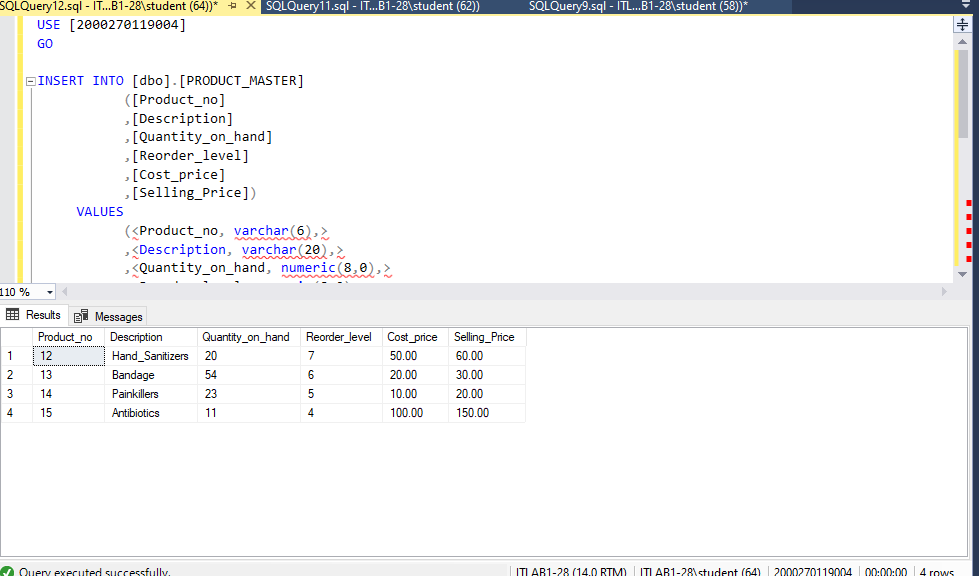 SQLQuery12.sql - IT...B1-28\student (64))* SQLQuery11.sql - IT...B1-28\student (62)) SQLQuery9.sql - ITL...B1-28\student (58))*
USE [2000270119004]
GO
INSERT INTO [dbo].[PRODUCT_MASTER]
([Product_no]
,[Description]
,[Quantity_on_hand]
,[Reorder_level]
,[Cost_price]
,[Selling_Price])
VALUES
(<Product_no, varchar(6),>
,<Description, varchar(20),>
,<Quantity_on_hand, numeric(8,0),>
110 %
Results Messages
Product_no Description Quantity_on_hand Reorder_level Cost_price Selling_Price
1 12 Hand_Sanitizers 20 7 50.00 60.00
2 13 Bandage 54 6 20.00 30.00
3 14 Painkillers 23 5 10.00 20.00
4 15 Antibiotics 11 4 100.00 150.00
Query executed successfully. ITLAB1-28 (14.0 RTM) ITLAB1-28\student (64) 2000270119004 00:00:00 4 rows